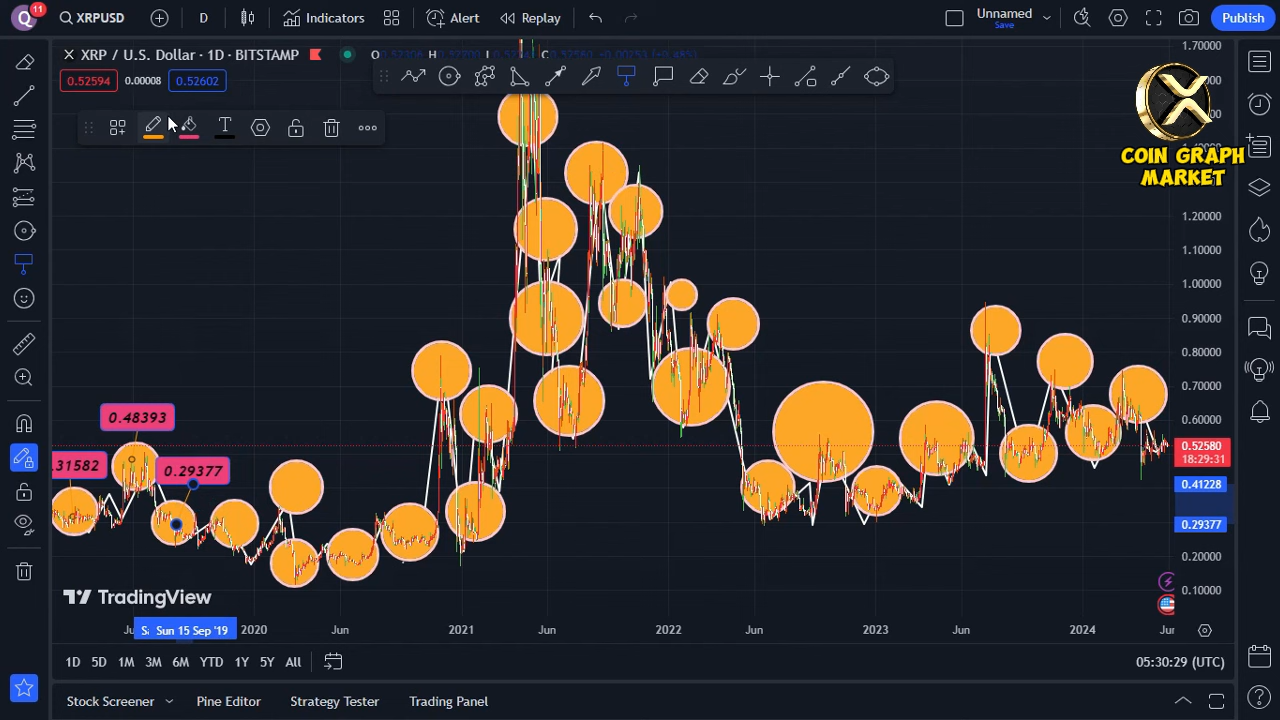 Q 11 XRPUSD D Indicators Alert Replay Unnamed Save Publish
XRP / U.S. Dollar · 1D · BITSTAMP
0.52594 0.00008 0.52602
T
COIN GRAPH
MARKET
1.70000
1.20000
1.10000
1.00000
0.90000
0.80000
0.70000
0.60000
0.52580
18:29:31
0.41228
0.29377
0.20000
0.10000
0.48393
.31582
0.29377
TradingView
Sun 15 Sep '19 2020 Jun 2021 Jun 2022 Jun 2023 Jun 2024 Jun
1D 5D 1M 3M 6M YTD 1Y 5Y All 05:30:29 (UTC)
Stock Screener Pine Editor Strategy Tester Trading Panel